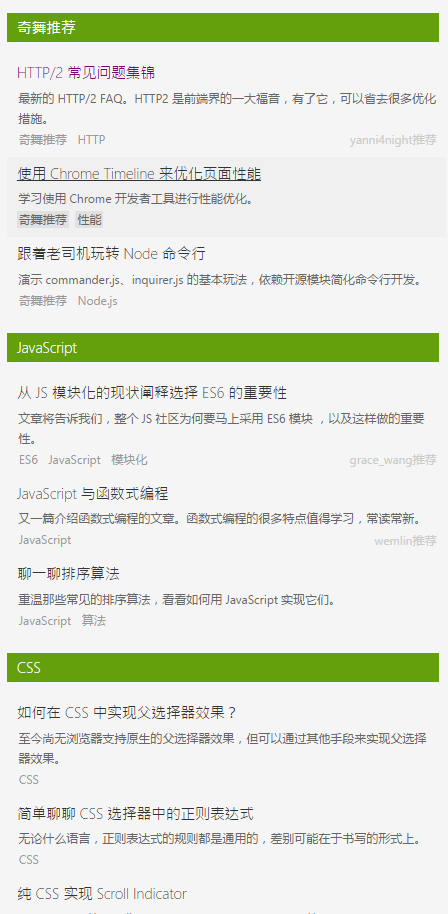 奇舞推荐
HTTP/2 常见问题集锦
最新的 HTTP/2 FAQ。HTTP2 是前端界的一大福音，有了它，可以省去很多优化
措施。
奇舞推荐 HTTP yanni4night推荐
使用 Chrome Timeline 来优化页面性能
学习使用 Chrome 开发者工具进行性能优化。
奇舞推荐 性能
跟着老司机玩转 Node 命令行
演示 commander.js、inquirer.js 的基本玩法，依赖开源模块简化命令行开发。
奇舞推荐 Node.js
JavaScript
从 JS 模块化的现状阐释选择 ES6 的重要性
文章将告诉我们，整个 JS 社区为何要马上采用 ES6 模块 ，以及这样做的重要
性。
ES6 JavaScript 模块化 grace_wang推荐
JavaScript 与函数式编程
又一篇介绍函数式编程的文章。函数式编程的很多特点值得学习，常读常新。
JavaScript wemlin推荐
聊一聊排序算法
重温那些常见的排序算法，看看如何用 JavaScript 实现它们。
JavaScript 算法
CSS
如何在 CSS 中实现父选择器效果？
至今尚无浏览器支持原生的父选择器效果，但可以通过其他手段来实现父选择
器效果。
CSS
简单聊聊 CSS 选择器中的正则表达式
无论什么语言，正则表达式的规则都是通用的，差别可能在于书写的形式上。
CSS
纯 CSS 实现 Scroll Indicator